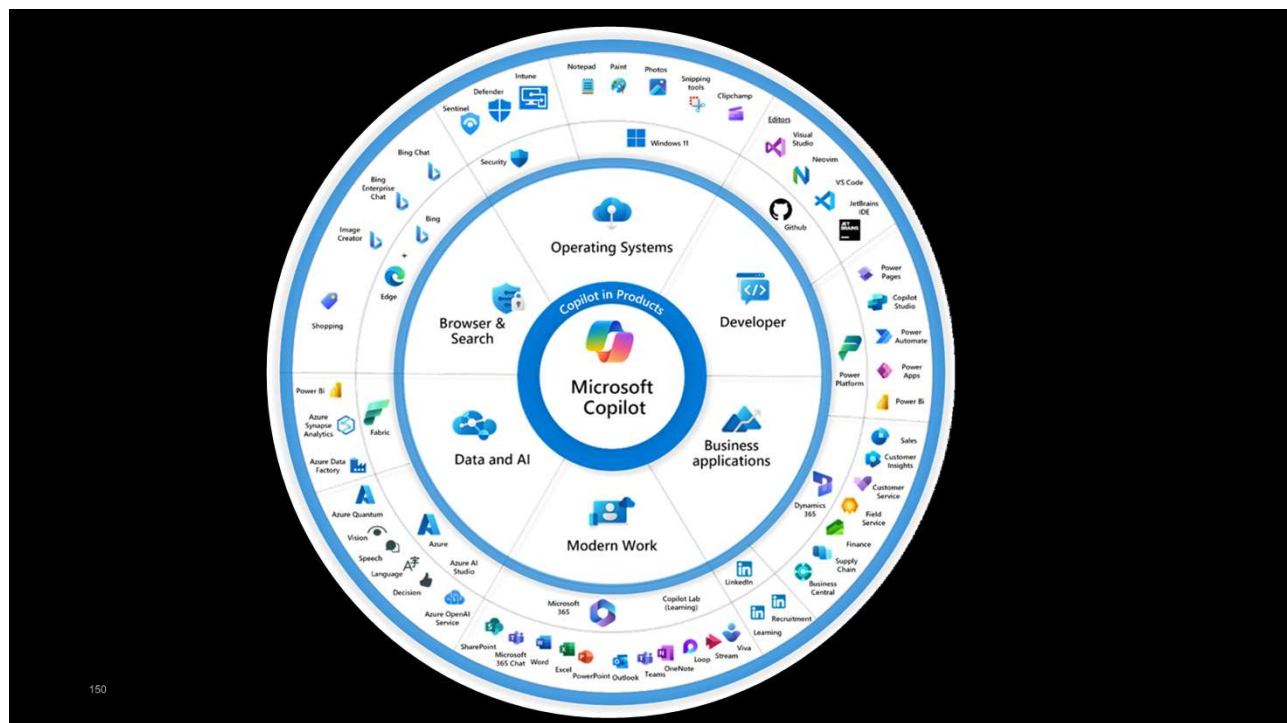 Copilot in Products
Microsoft
Copilot
Operating Systems
Developer
Business
applications
Modern Work
Data and AI
Browser &
Search
Security
Windows 11
Github
Power
Platform
Dynamics
365
LinkedIn
Copilot Lab
(Learning)
Microsoft
365
Azure AI
Studio
Azure
Fabric
Edge
+
Bing
Sentinel
Defender
Intune
Notepad
Paint
Photos
Snipping
tools
Clipchamp
Editors
Visual
Studio
Neovim
VS Code
JetBrains
IDE
JET
BRAINS
Power
Pages
Copilot
Studio
Power
Automate
Power
Apps
Power Bi
Sales
Customer
Insights
Customer
Service
Field
Service
Finance
Supply
Chain
Business
Central
Recruitment
Learning
Viva
Stream
Loop
OneNote
Teams
Outlook
PowerPoint
Excel
Word
Microsoft
365 Chat
SharePoint
Azure OpenAI
Service
Decision
Language
Speech
Vision
Azure Quantum
Azure Data
Factory
Azure
Synapse
Analytics
Power Bi
Shopping
Image
Creator
Bing
Enterprise
Chat
Bing Chat
150